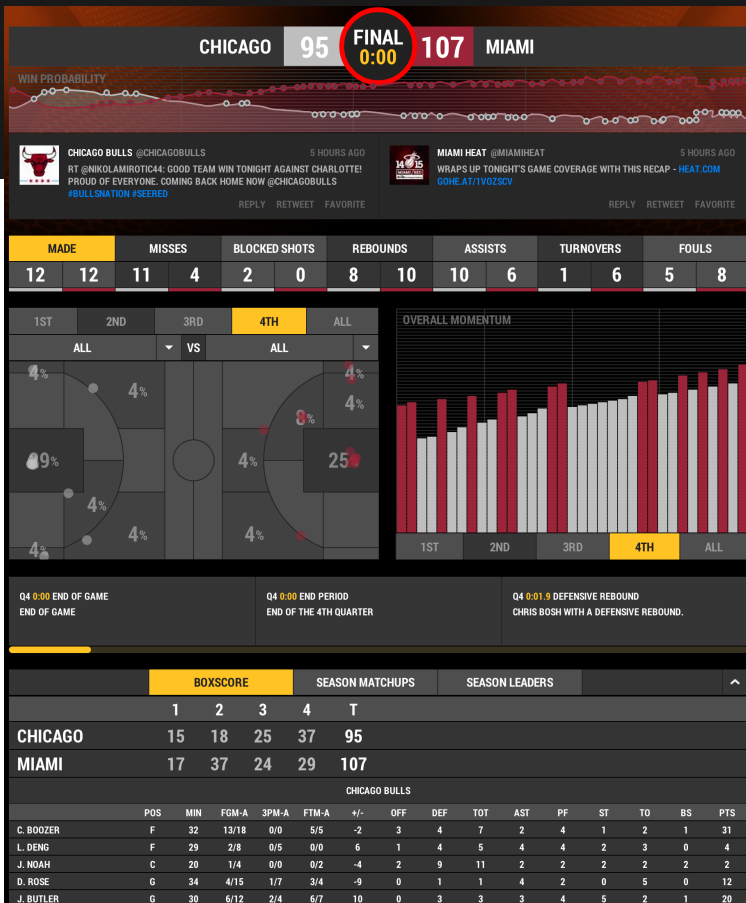 CHICAGO 95 FINAL 0:00 107 MIAMI
WIN PROBABILITY
CHICAGO BULLS @CHICAGOBULLS 5 HOURS AGO
RT @NIKOLAMIROTIC44: GOOD TEAM WIN TONIGHT AGAINST CHARLOTTE!
PROUD OF EVERYONE. COMING BACK HOME NOW @CHICAGOBULLS
#BULLSNATION #SEERED
REPLY RETWEET FAVORITE
14 15
MIAMI HEAT @MIAMIHEAT 5 HOURS AGO
WRAPS UP TONIGHT'S GAME COVERAGE WITH THIS RECAP - HEAT.COM
GOHE.AT/1VOZSCV
REPLY RETWEET FAVORITE
MADE MISSES BLOCKED SHOTS REBOUNDS ASSISTS TURNOVERS FOULS
12 12 11 4 2 0 8 10 10 6 1 6 5 8
1ST 2ND 3RD 4TH ALL
ALL VS ALL
4% 4%
4% 4%
8%
39% 4% 25
4%
4% 4%
4%
OVERALL MOMENTUM
1ST 2ND 3RD 4TH ALL
Q4 0:00 END OF GAME
END OF GAME
Q4 0:00 END PERIOD
END OF THE 4TH QUARTER
Q4 0:01.9 DEFENSIVE REBOUND
CHRIS BOSH WITH A DEFENSIVE REBOUND.
BOXSCORE SEASON MATCHUPS SEASON LEADERS
1 2 3 4 T
CHICAGO 15 18 25 37 95
MIAMI 17 37 24 29 107
CHICAGO BULLS
POS MIN FGM-A 3PM-A FTM-A +/- OFF DEF TOT AST PF ST TO BS PTS
C. BOOZER F 32 13/18 0/0 5/5 -2 3 4 7 2 4 1 2 1 31
L. DENG F 29 2/8 0/5 0/0 6 1 4 5 4 4 2 3 0 4
J. NOAH C 20 1/4 0/0 0/2 -4 2 9 11 2 2 2 2 2 2
D. ROSE G 34 4/15 1/7 3/4 -9 0 1 1 4 2 0 5 0 12
J. BUTLER G 30 6/12 2/4 6/7 10 0 3 3 3 4 5 2 1 20